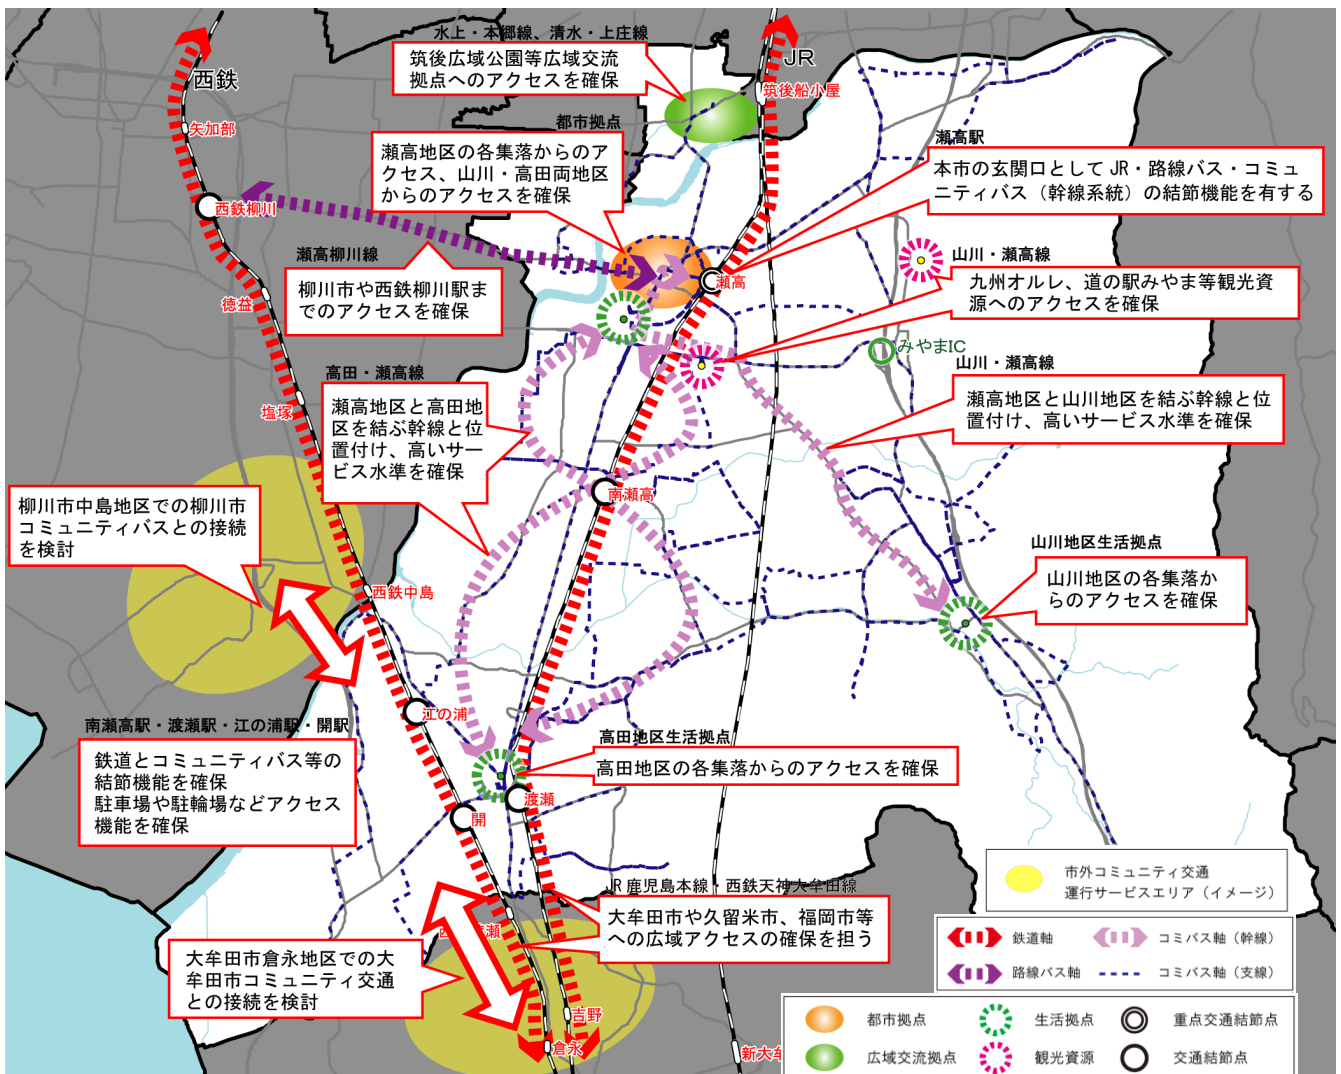 水上・本郷線、清水・上庄線
筑後広域公園等広域交流
拠点へのアクセスを確保
西鉄
JR
筑後船小屋
矢加部
都市拠点
瀬高地区の各集落からのア
クセス、山川・高田両地区
からのアクセスを確保
瀬高駅
本市の玄関口として JR・路線バス・コミュ
ニティバス（幹線系統）の結節機能を有する
西鉄柳川
瀬高柳川線
柳川市や西鉄柳川駅ま
でのアクセスを確保
瀬高
山川・瀬高線
九州オルレ、道の駅みやま等観光資
源へのアクセスを確保
徳益
みやまIC
山川・瀬高線
瀬高地区と山川地区を結ぶ幹線と位
置付け、高いサービス水準を確保
高田・瀬高線
瀬高地区と高田地
区を結ぶ幹線と位
置付け、高いサー
ビス水準を確保
塩塚
南瀬高
柳川市中島地区での柳川市
コミュニティバスとの接続
を検討
西鉄中島
山川地区生活拠点
山川地区の各集落か
らのアクセスを確保
江の浦
南瀬高駅・渡瀬駅・江の浦駅・開駅
鉄道とコミュニティバス等の
結節機能を確保
駐車場や駐輪場などアクセス
機能を確保
高田地区生活拠点
高田地区の各集落からのアクセスを確保
渡瀬
開
JR 鹿児島本線・西鉄天神大牟田線
大牟田市や久留米市、福岡市等
への広域アクセスの確保を担う
西
瀬
大牟田市倉永地区での大
牟田市コミュニティ交通
との接続を検討
吉野
倉永
新大牟
市外コミュニティ交通
運行サービスエリア（イメージ）
鉄道軸
コミバス軸（幹線）
路線バス軸
コミバス軸（支線）
都市拠点
生活拠点
重点交通結節点
広域交流拠点
観光資源
交通結節点